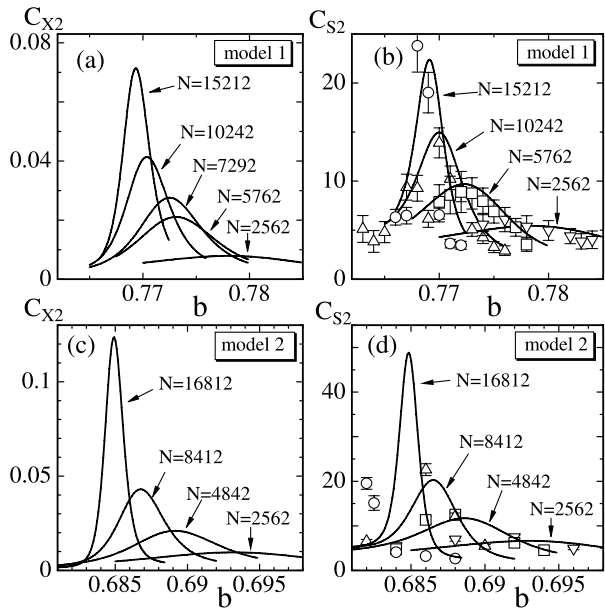 C_X2
0.08
(a)
model 1
N=15212
N=10242
0.04
N=7292
N=5762
N=2562
0
0.77
0.78
b
C_S2
(b)
model 1
20
N=15212
N=10242
10
N=5762
N=2562
0
0.77
0.78
b
C_X2
(c)
model 2
0.1
N=16812
N=8412
0.05
N=4842
N=2562
0
0.685
0.69
0.695
b
C_S2
(d)
model 2
N=16812
40
N=8412
20
N=4842
N=2562
0
0.685
0.69
0.695
b